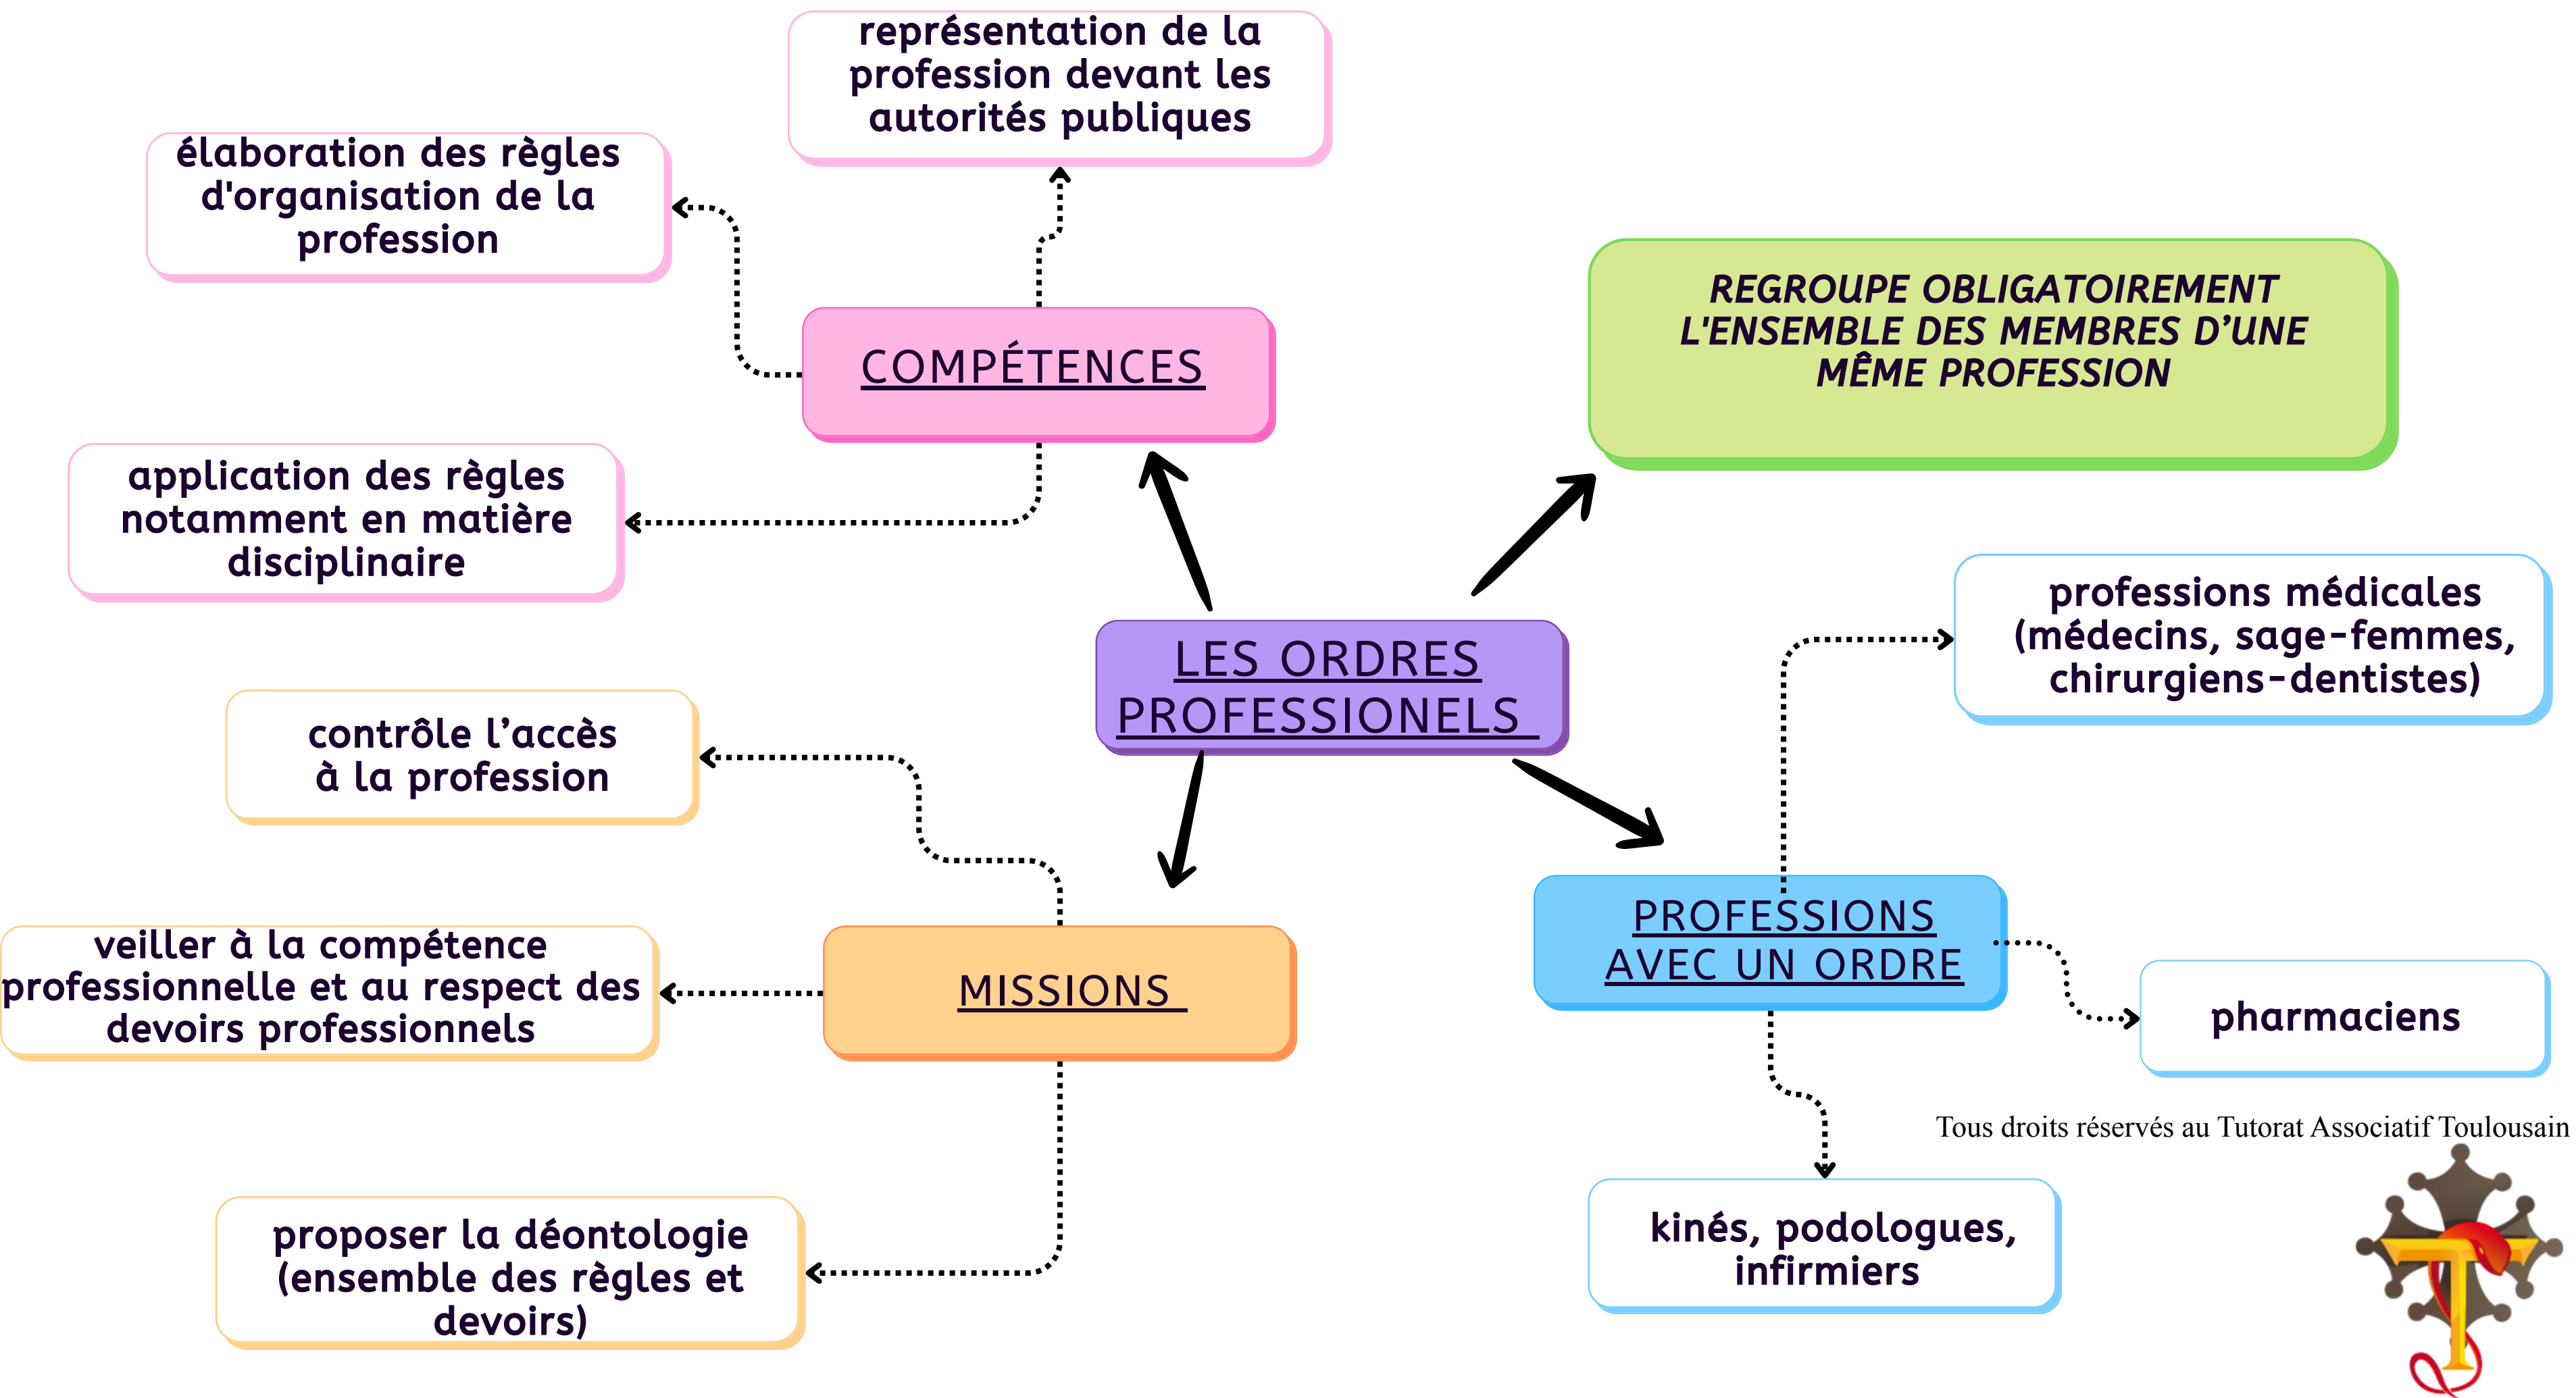 représentation de la
profession devant les
autorités publiques
élaboration des règles
d'organisation de la
profession
REGROUPE OBLIGATOIREMENT
L'ENSEMBLE DES MEMBRES D’UNE
MÊME PROFESSION
COMPÉTENCES
application des règles
notamment en matière
disciplinaire
professions médicales
(médecins, sage-femmes,
chirurgiens-dentistes)
LES ORDRES
PROFESSIONELS
contrôle l’accès
à la profession
PROFESSIONS
AVEC UN ORDRE
veiller à la compétence
professionnelle et au respect des
devoirs professionnels
MISSIONS
pharmaciens
Tous droits réservés au Tutorat Associatif Toulousain
kinés, podologues,
infirmiers
proposer la déontologie
(ensemble des règles et
devoirs)